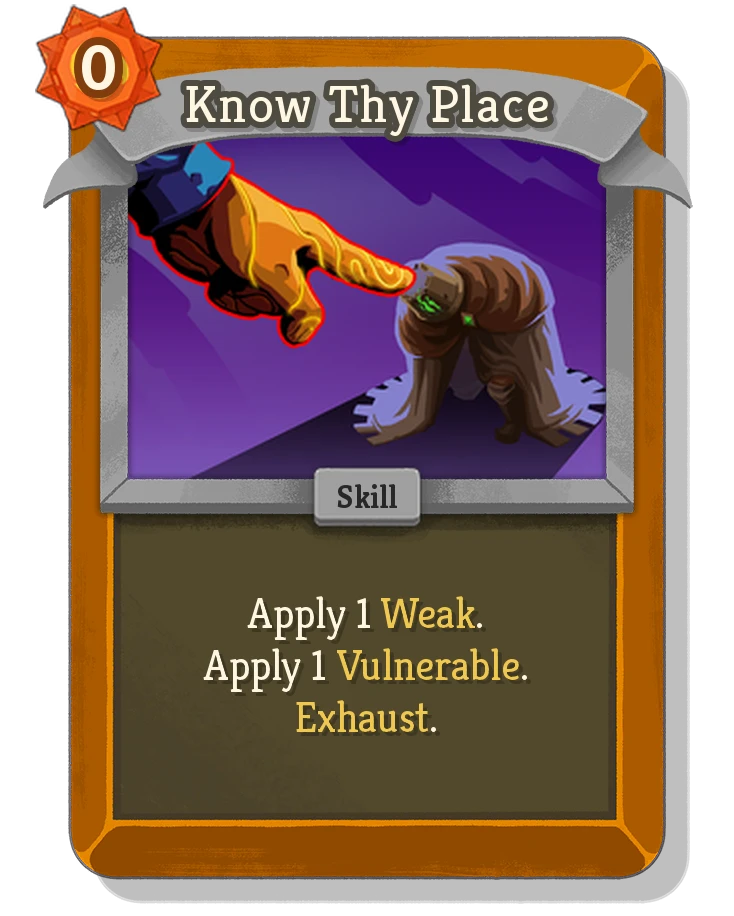 0
Know Thy Place
Skill
Apply 1 Weak.
Apply 1 Vulnerable.
Exhaust.